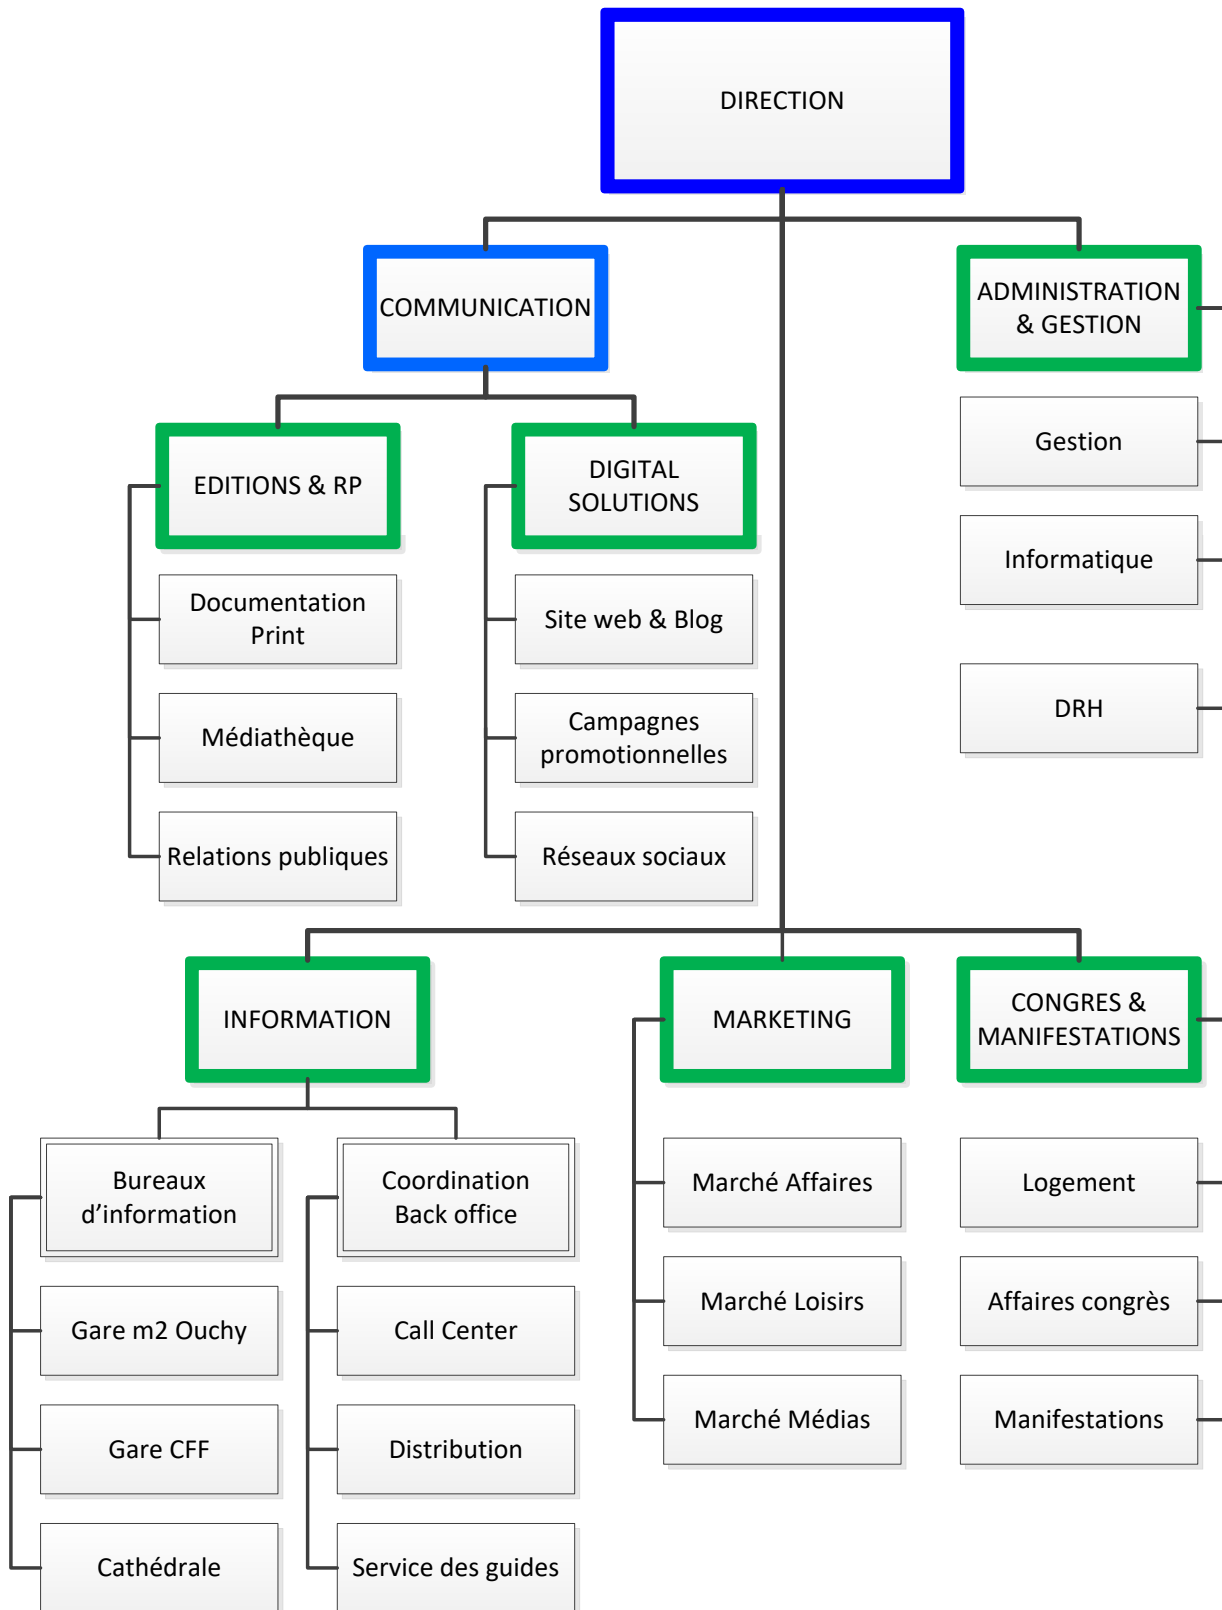 DIRECTION
COMMUNICATION
ADMINISTRATION
& GESTION
Gestion
Informatique
DRH
EDITIONS & RP
Documentation
Print
Médiathèque
Relations publiques
DIGITAL
SOLUTIONS
Site web & Blog
Campagnes
promotionnelles
Réseaux sociaux
INFORMATION
Bureaux
d’information
Gare m2 Ouchy
Gare CFF
Cathédrale
Coordination
Back office
Call Center
Distribution
Service des guides
MARKETING
Marché Affaires
Marché Loisirs
Marché Médias
CONGRES &
MANIFESTATIONS
Logement
Affaires congrès
Manifestations